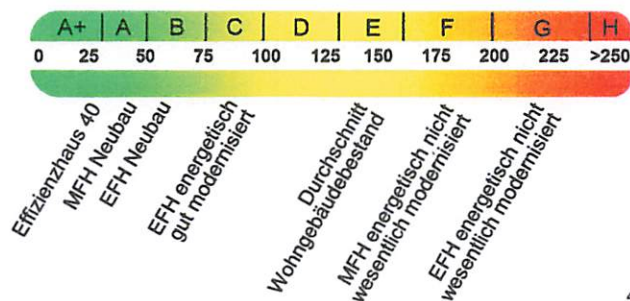 A+ A B C D E F G H
0 25 50 75 100 125 150 175 200 225 >250
Effizienzhaus 40
MFH Neubau
EFH Neubau
EFH energetisch
gut modernisiert
Durchschnitt
Wohngebäudebestand
MFH energetisch nicht
wesentlich modernisiert
EFH energetisch nicht
wesentlich modernisiert